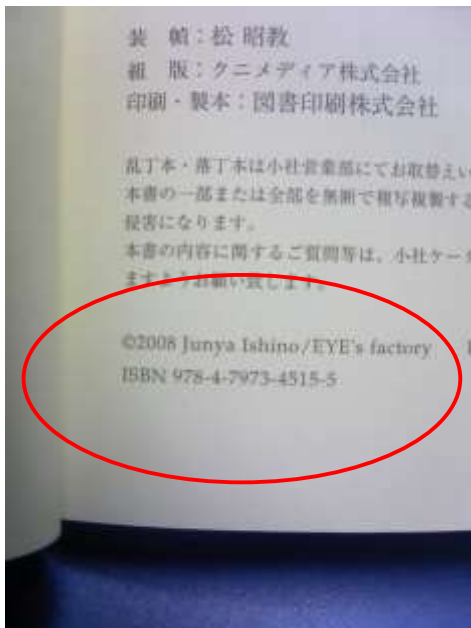 装　幀：松 昭教
組　版：クニメディア株式会社
印刷・製本：図書印刷株式会社
乱丁本・落丁本は小社営業部にてお取替えい
本書の一部または全部を無断で複写複製する
侵害になります。
本書の内容に関するご質問等は、小社ケータ
ますようお願い致します。
©2008 Junya Ishino/EYE's factory
ISBN 978-4-7973-4515-5